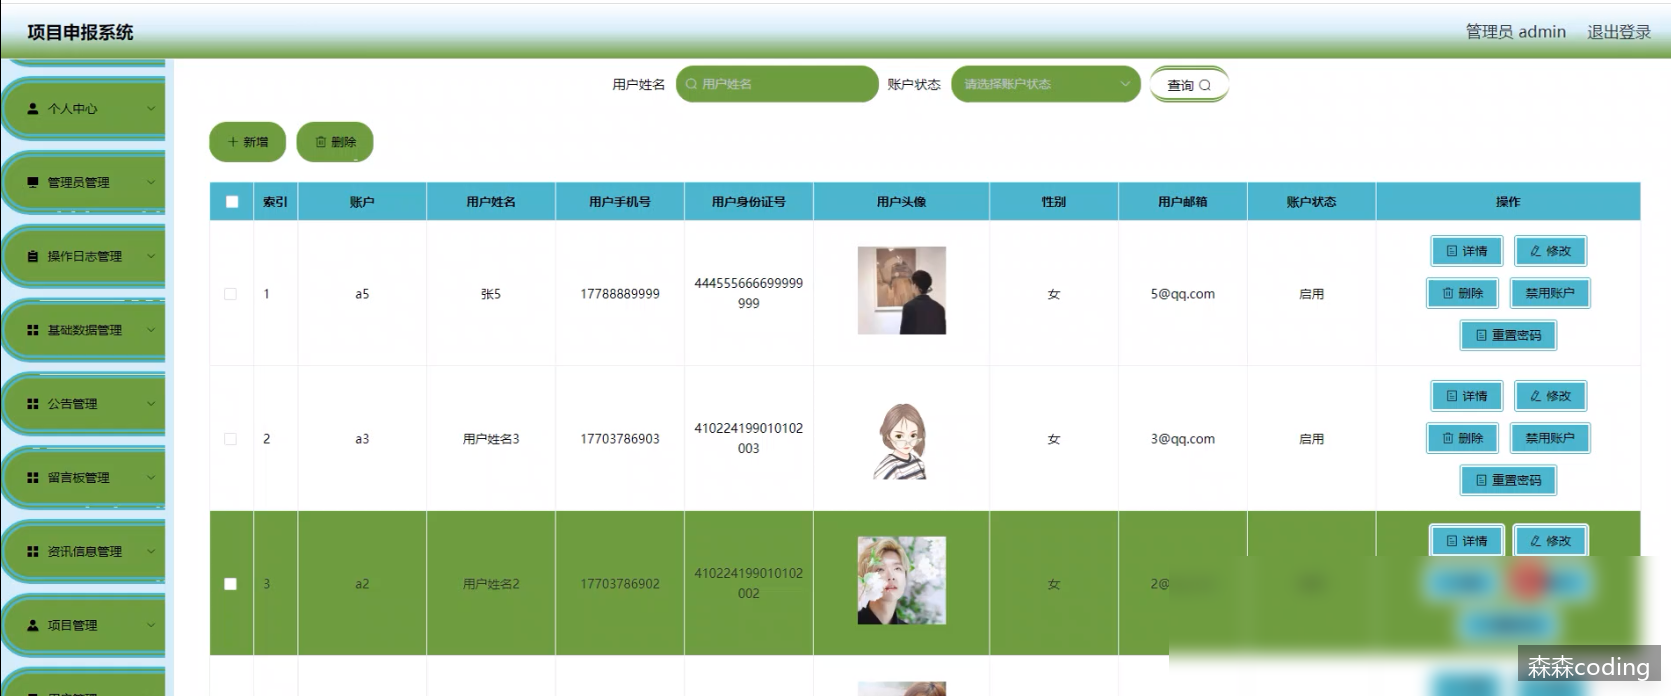 项目申报系统
管理员 admin 退出登录
用户姓名 用户姓名 账户状态 请选择账户状态 查询
个人中心
管理员管理
操作日志管理
基础数据管理
公告管理
留言板管理
资讯信息管理
项目管理
新增 删除
索引 账户 用户姓名 用户手机号 用户身份证号 用户头像 性别 用户邮箱 账户状态 操作
1 a5 张5 17788889999 444555666699999 女 5@qq.com 启用
999
详情 修改
删除 禁用账户
重置密码
2 a3 用户姓名3 17703786903 410224199010102 女 3@qq.com 启用
003
详情 修改
删除 禁用账户
重置密码
3 a2 用户姓名2 17703786902 410224199010102 女 2@
002
详情 修改
森森coding